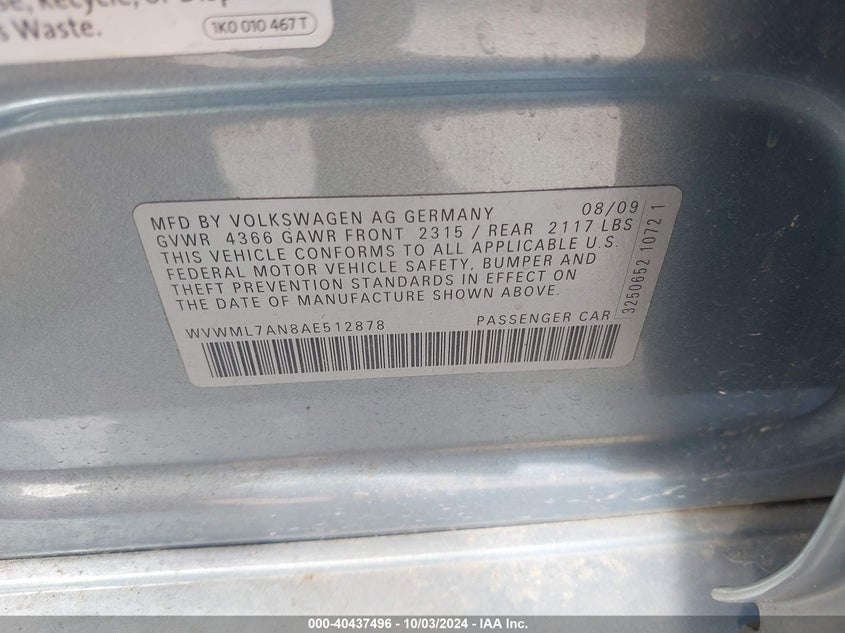 Recycle, or Disp
Waste.
1K0 010 467 T
MFD BY VOLKSWAGEN AG GERMANY 08/09
GVWR 4366 GAWR FRONT 2315 / REAR 2117 LBS
THIS VEHICLE CONFORMS TO ALL APPLICABLE U.S.
FEDERAL MOTOR VEHICLE SAFETY, BUMPER AND
THEFT PREVENTION STANDARDS IN EFFECT ON
THE DATE OF MANUFACTURE SHOWN ABOVE.
WVWML7AN8AE512878 PASSENGER CAR
3250652 1072 1
000-40437496 - 10/03/2024 - IAA Inc.